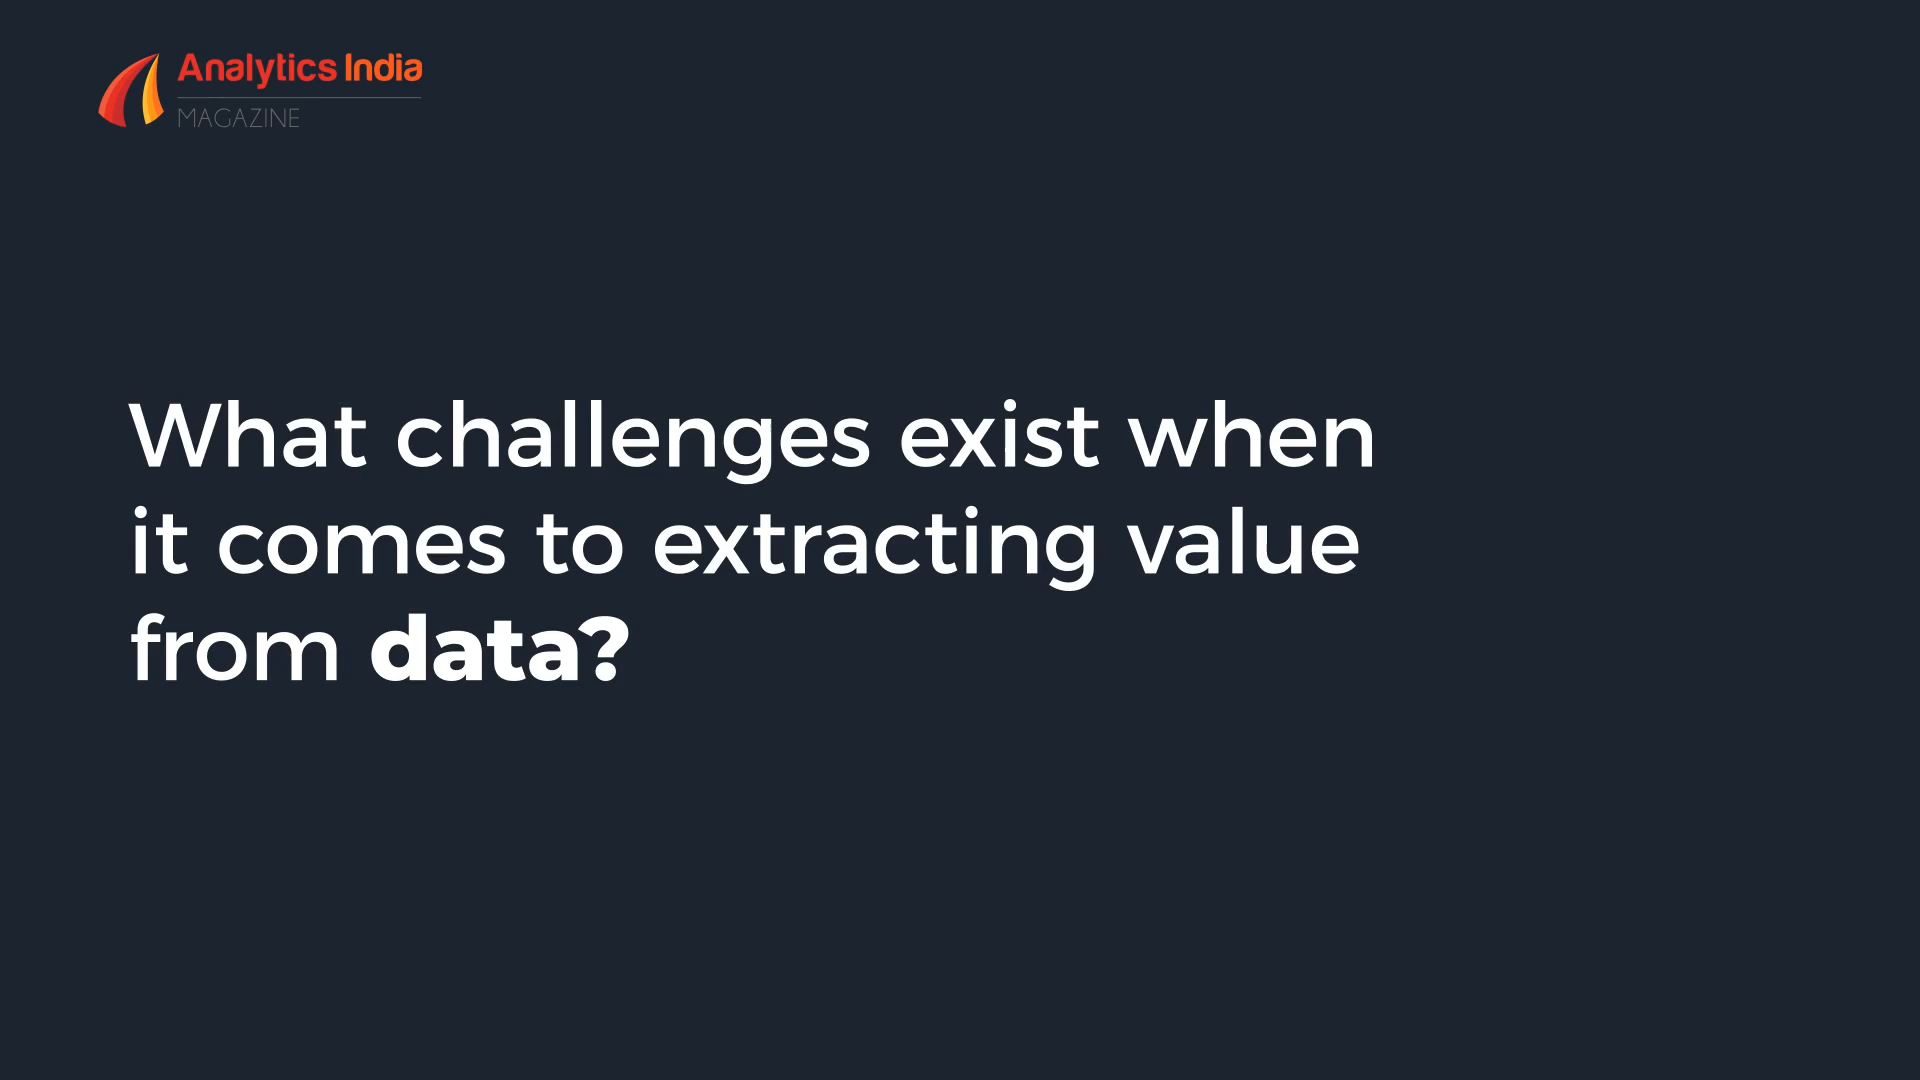 Analytics India
MAGAZINE
What challenges exist when
it comes to extracting value
from data?